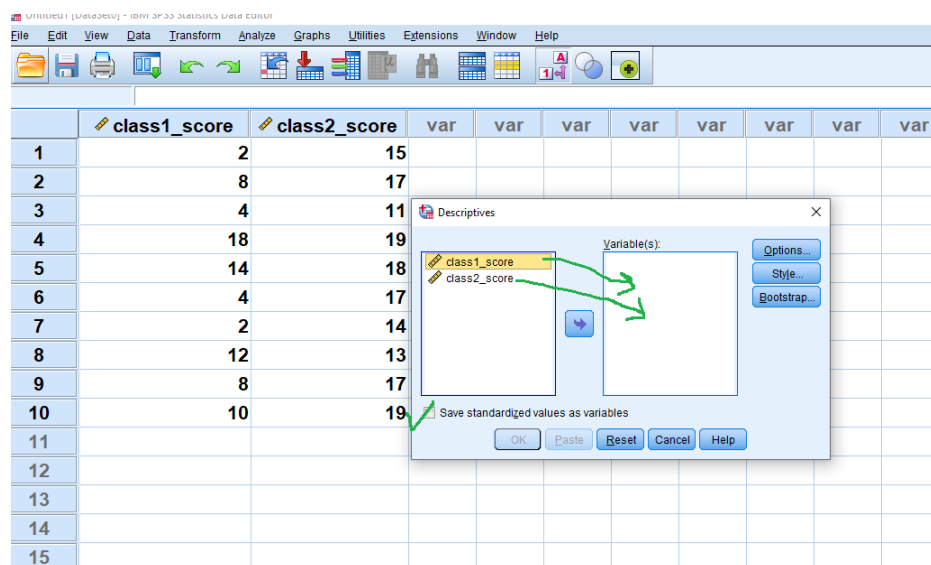 Untitled1 [DataSet0] - IBM SPSS Statistics Data Editor
File Edit View Data Transform Analyze Graphs Utilities Extensions Window Help
class1_score class2_score var var var var var var var var
1 2 15
2 8 17
3 4 11
4 18 19
5 14 18
6 4 17
7 2 14
8 12 13
9 8 17
10 10 19
11
12
13
14
15
Descriptives
Variable(s):
class1_score
class2_score
Options...
Style...
Bootstrap...
Save standardized values as variables
OK Paste Reset Cancel Help